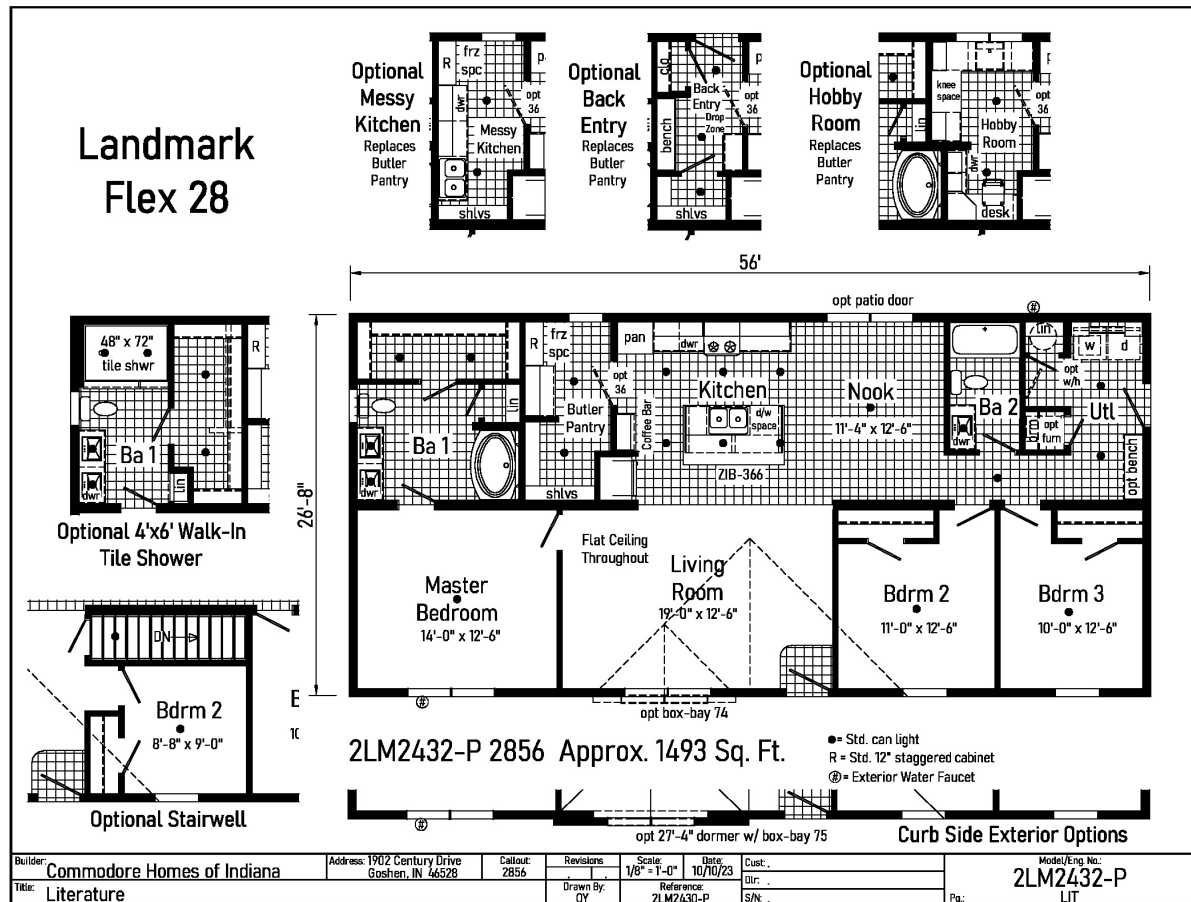 Landmark
Flex 28
Optional
Messy
Kitchen
Replaces
Butler
Pantry
R
frz
spc
dwr
opt
36
Messy
Kitchen
shlvs
Optional
Back
Entry
Replaces
Butler
Pantry
clg
Back
Entry
Drop
Zone
bench
opt
36
shlvs
Optional
Hobby
Room
Replaces
Butler
Pantry
knee
space
lin
Hobby
Room
opt
36
dwr
desk
56'
opt patio door
26'-8"
48" x 72"
tile shwr
R
Ba 1
dwr
lin
Optional 4'x6' Walk-In
Tile Shower
R
frz
spc
pan
dwr
opt
36
Kitchen
Nook
11'-4" x 12'-6"
lin
Butler
Pantry
Coffee Bar
d/w
space
ZIB-366
Ba 1
dwr
shlvs
Ba 2
dwr
lin
w
d
opt
w/h
Utl
brm
opt
furn
opt bench
Flat Ceiling
Throughout
Master
Bedroom
14'-0" x 12'-6"
Living
Room
19'-0" x 12'-6"
Bdrm 2
11'-0" x 12'-6"
Bdrm 3
10'-0" x 12'-6"
opt box-bay 74
DN
Bdrm 2
8'-8" x 9'-0"
Optional Stairwell
2LM2432-P 2856 Approx. 1493 Sq. Ft.
= Std. can light
R = Std. 12" staggered cabinet
# = Exterior Water Faucet
opt 27'-4" dormer w/ box-bay 75
Curb Side Exterior Options
Builder: Commodore Homes of Indiana
Address: 1902 Century Drive
Goshen, IN 46528
Callout:
2856
Revisions
Scale:
1/8" = 1'-0"
Date:
10/10/23
Cust.: .
Dlr: .
S/N: .
Model/Eng. No.:
2LM2432-P
Title: Literature
Drawn By:
OY
Reference:
2LM2430-P
Pg.: LIT